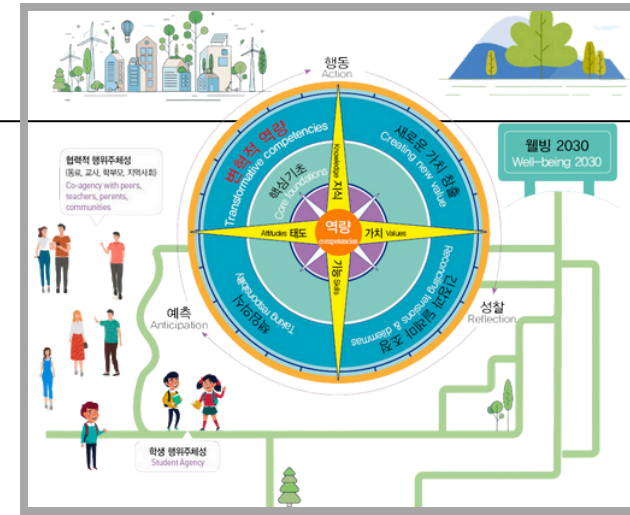 행동
Action
웰빙 2030
Well-being 2030
협력적 행위주체성
(동료, 교사, 학부모, 지역사회)
Co-agency with peers,
teachers, parents,
communities
변혁적 역량
Transformative competencies
새로운 가치 창출
Creating new value
핵심기초
Core foundations
Knowledge 지식
Attitudes 태도
역량
competencies
가치 Values
기능 Skills
책임의식
Taking responsibility
긴장과 딜레마 조정
Reconciling tensions & dilemmas
예측
Anticipation
성찰
Reflection
학생 행위주체성
Student Agency